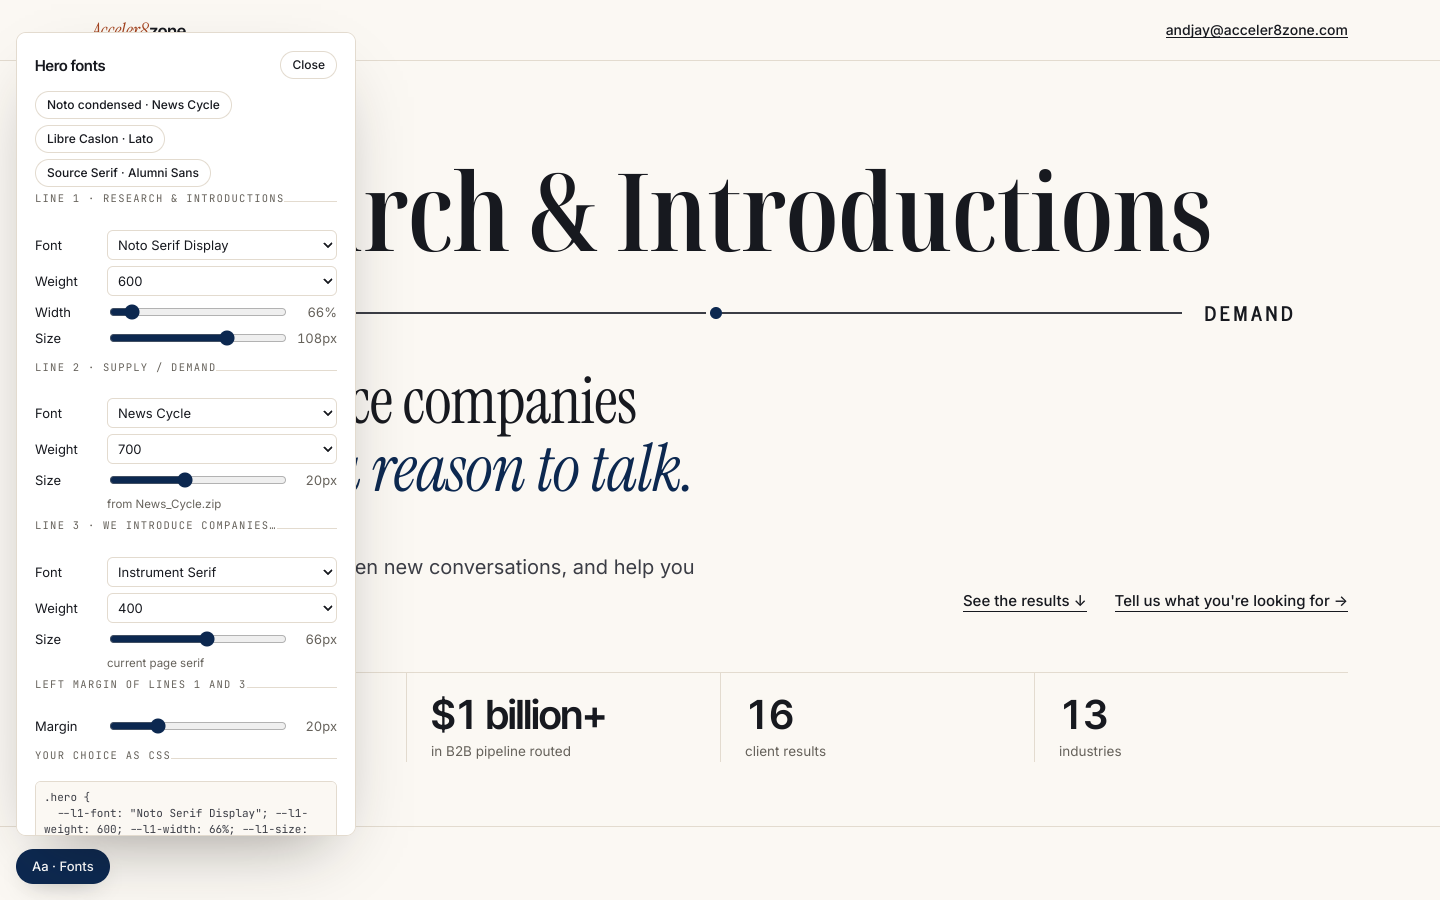 Acceler8zone
andjay@acceler8zone.com
Hero fonts
Close
Noto condensed · News Cycle
Libre Caslon · Lato
Source Serif · Alumni Sans
LINE 1 · RESEARCH & INTRODUCTIONS
Font
Noto Serif Display
Weight
600
Width
66%
Size
108px
LINE 2 · SUPPLY / DEMAND
Font
News Cycle
Weight
700
Size
20px
from News_Cycle.zip
LINE 3 · WE INTRODUCE COMPANIES…
Font
Instrument Serif
Weight
400
Size
66px
current page serif
LEFT MARGIN OF LINES 1 AND 3
Margin
20px
YOUR CHOICE AS CSS
.hero {
--l1-font: "Noto Serif Display"; --l1-
weight: 600; --l1-width: 66%; --l1-size:
Aa · Fonts
rch & Introductions
DEMAND
ce companies
reason to talk.
en new conversations, and help you
See the results ↓
Tell us what you're looking for →
$1 billion+
in B2B pipeline routed
16
client results
13
industries